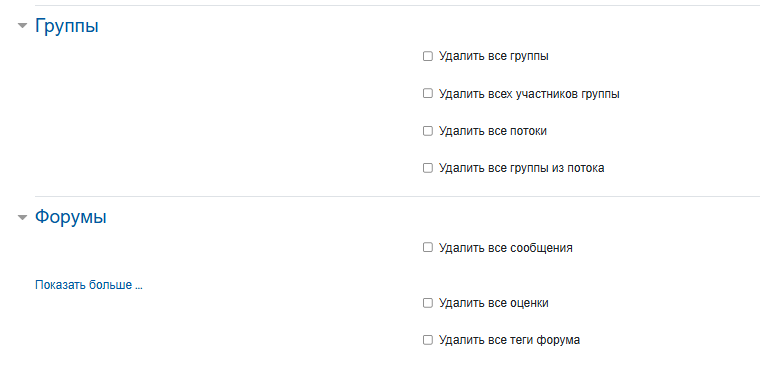 Группы
Удалить все группы
Удалить всех участников группы
Удалить все потоки
Удалить все группы из потока
Форумы
Удалить все сообщения
Показать больше ...
Удалить все оценки
Удалить все теги форума